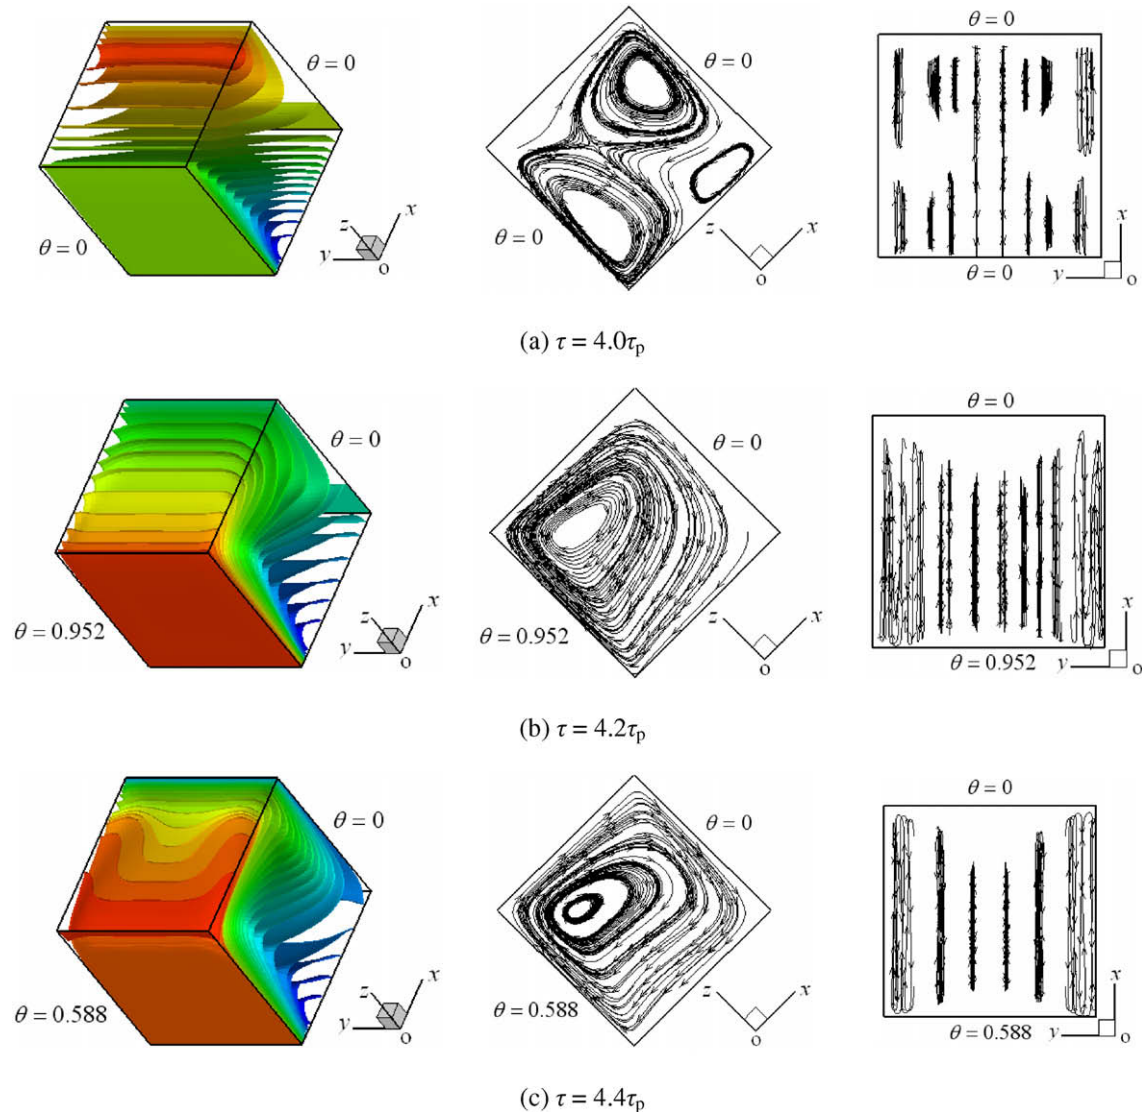 θ = 0
θ = 0
z
x
y
o
θ = 0
θ = 0
z
x
o
θ = 0
θ = 0
x
y
o
(a) τ = 4.0τp
θ = 0
θ = 0.952
z
x
y
o
θ = 0
θ = 0.952
z
x
o
θ = 0
θ = 0.952
x
y
o
(b) τ = 4.2τp
θ = 0
θ = 0.588
z
x
y
o
θ = 0
θ = 0.588
z
x
o
θ = 0
θ = 0.588
x
y
o
(c) τ = 4.4τp